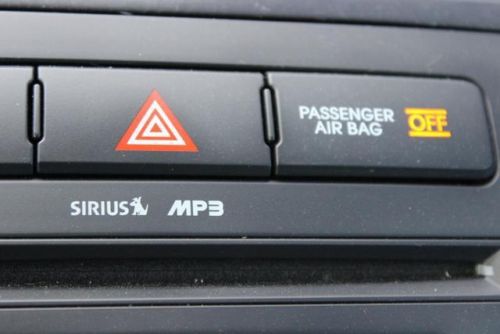 PASSENGER
AIR BAG OFF
SIRIUS MP3